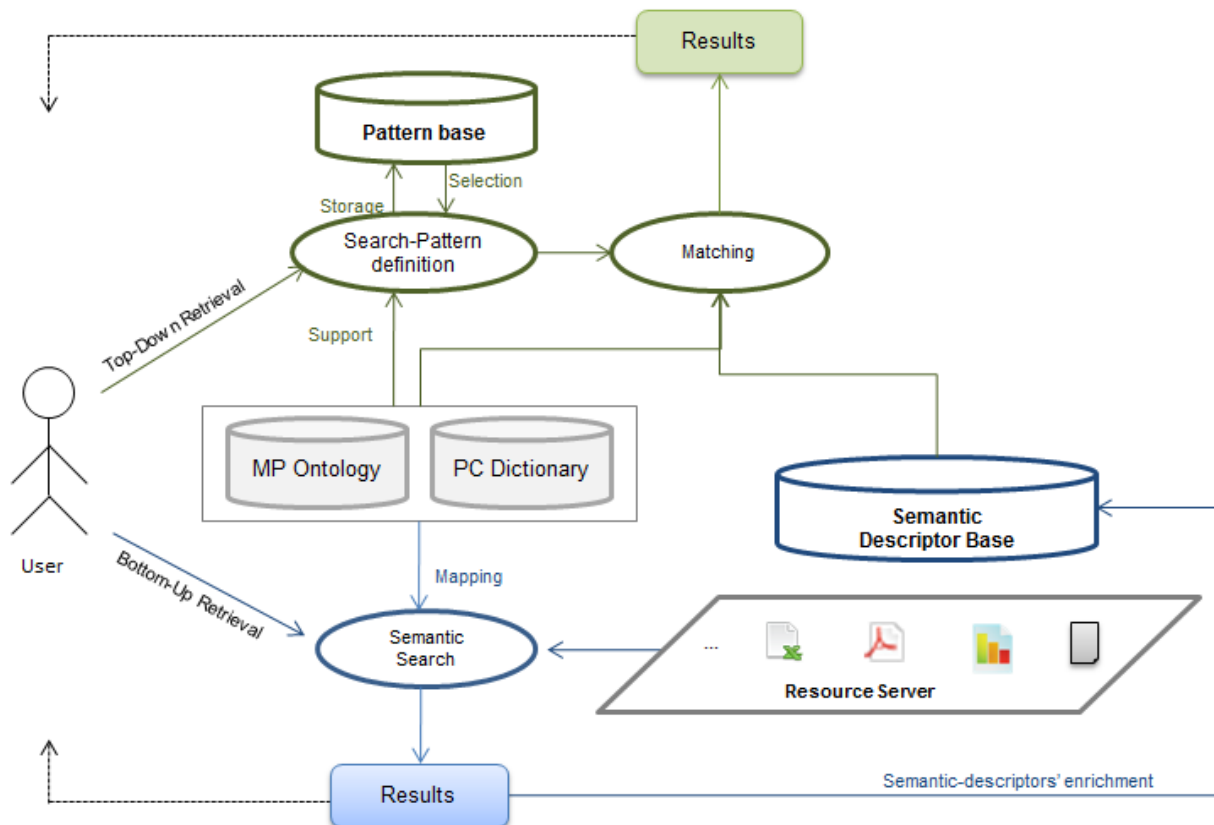 Results
Pattern base
Selection
Storage
Search-Pattern
definition
Matching
Top-Down Retrieval
Support
MP Ontology
PC Dictionary
Semantic
Descriptor Base
User
Bottom-Up Retrieval
Mapping
Semantic
Search
...
Resource Server
Results
Semantic-descriptors' enrichment